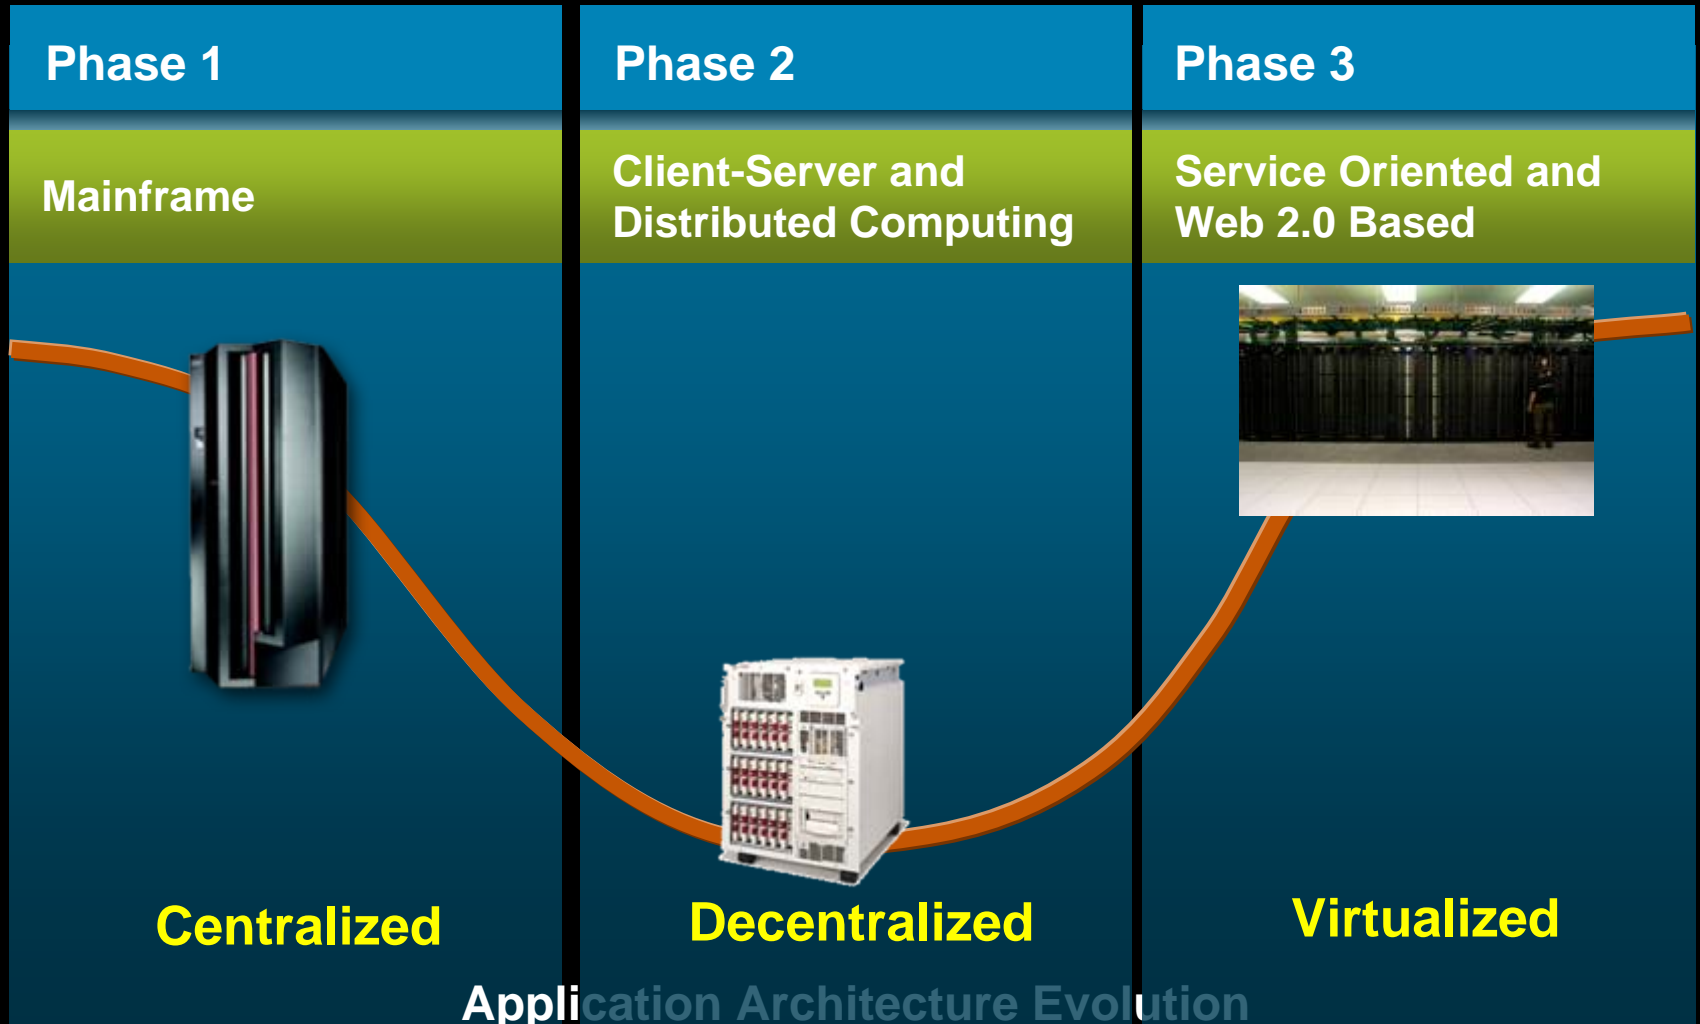 Phase 1
Phase 2
Phase 3
Mainframe
Client-Server and
Distributed Computing
Service Oriented and
Web 2.0 Based
Centralized
Decentralized
Virtualized
Application Architecture Evolution